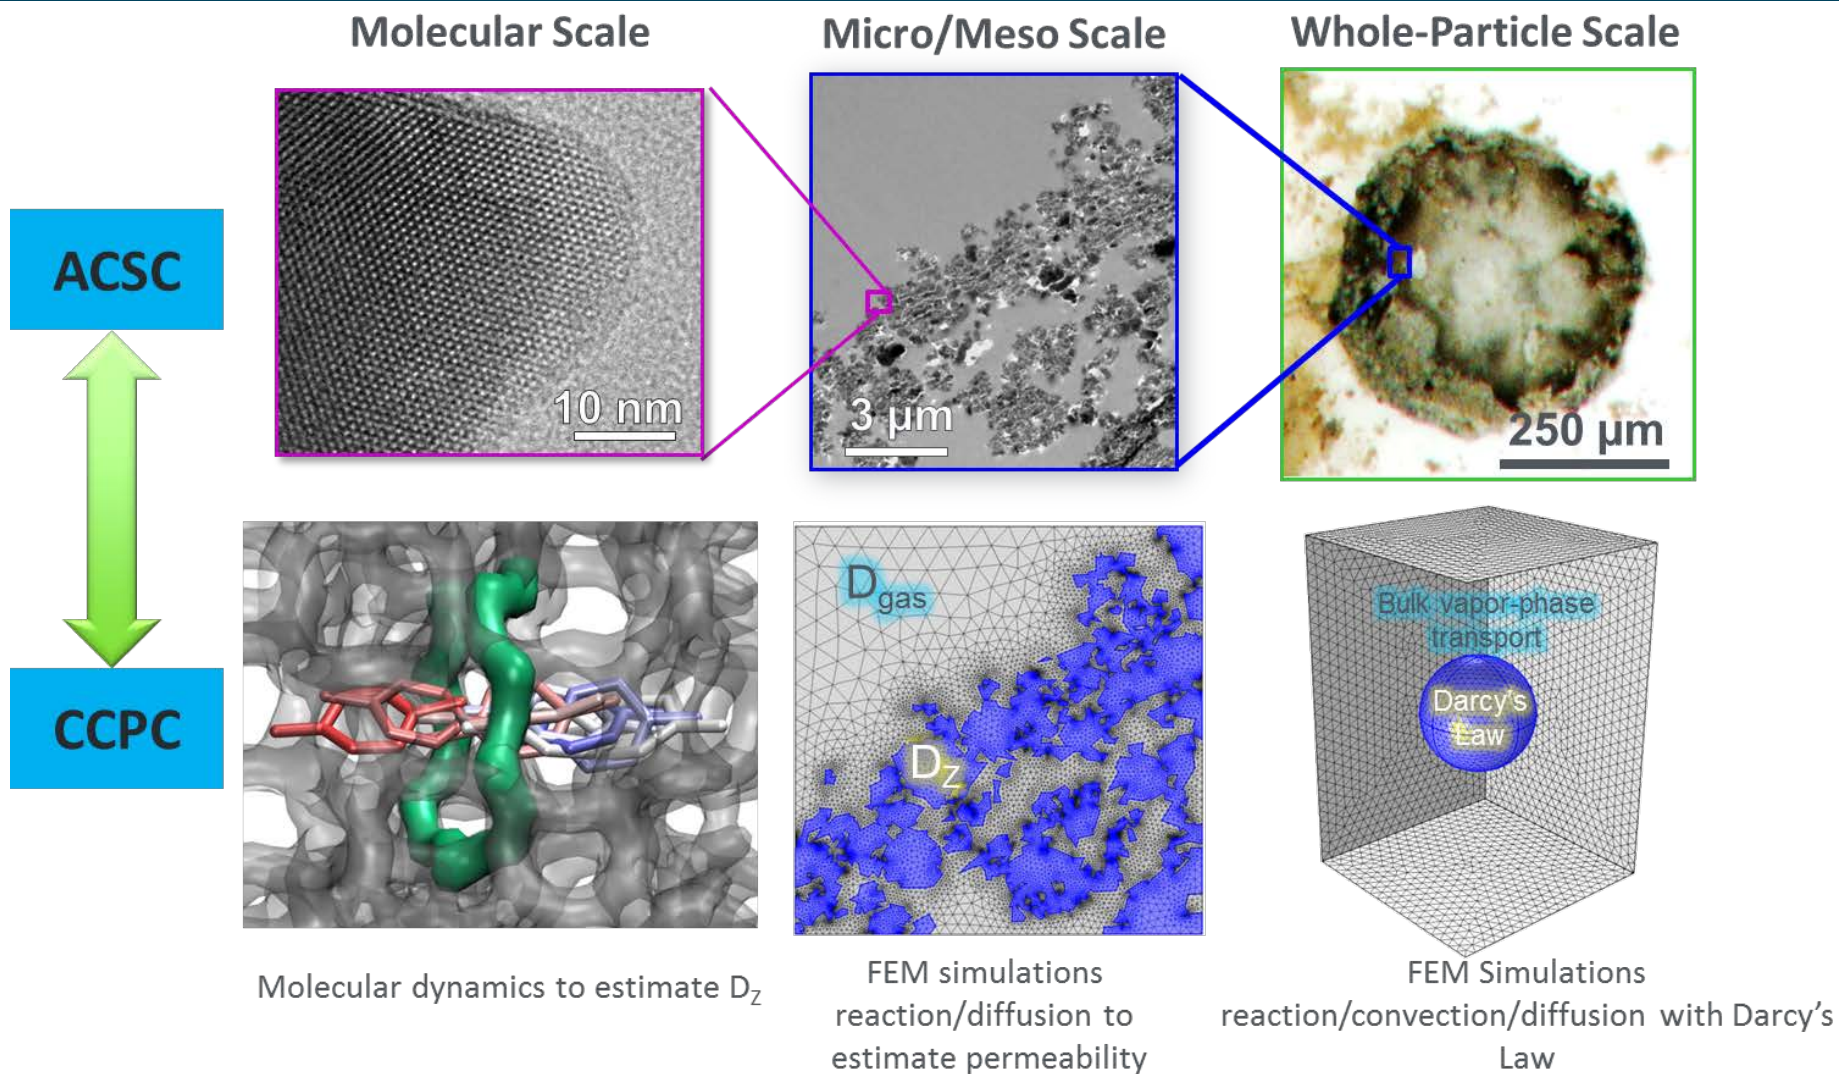 Molecular Scale
Micro/Meso Scale
Whole-Particle Scale
ACSC
10 nm
3 µm
250 µm
CCPC
Dgas
DZ
Bulk vapor-phase
transport
Darcy's
Law
Molecular dynamics to estimate DZ
FEM simulations
reaction/diffusion to
estimate permeability
FEM Simulations
reaction/convection/diffusion with Darcy's
Law